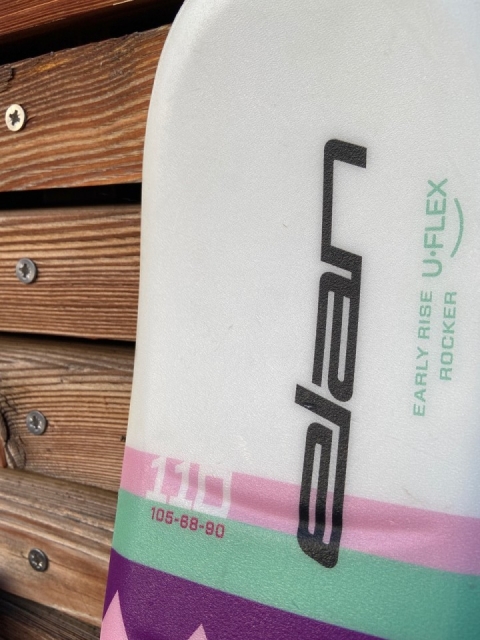 elan
U·FLEX
EARLY RISE
ROCKER
110
105-68-90